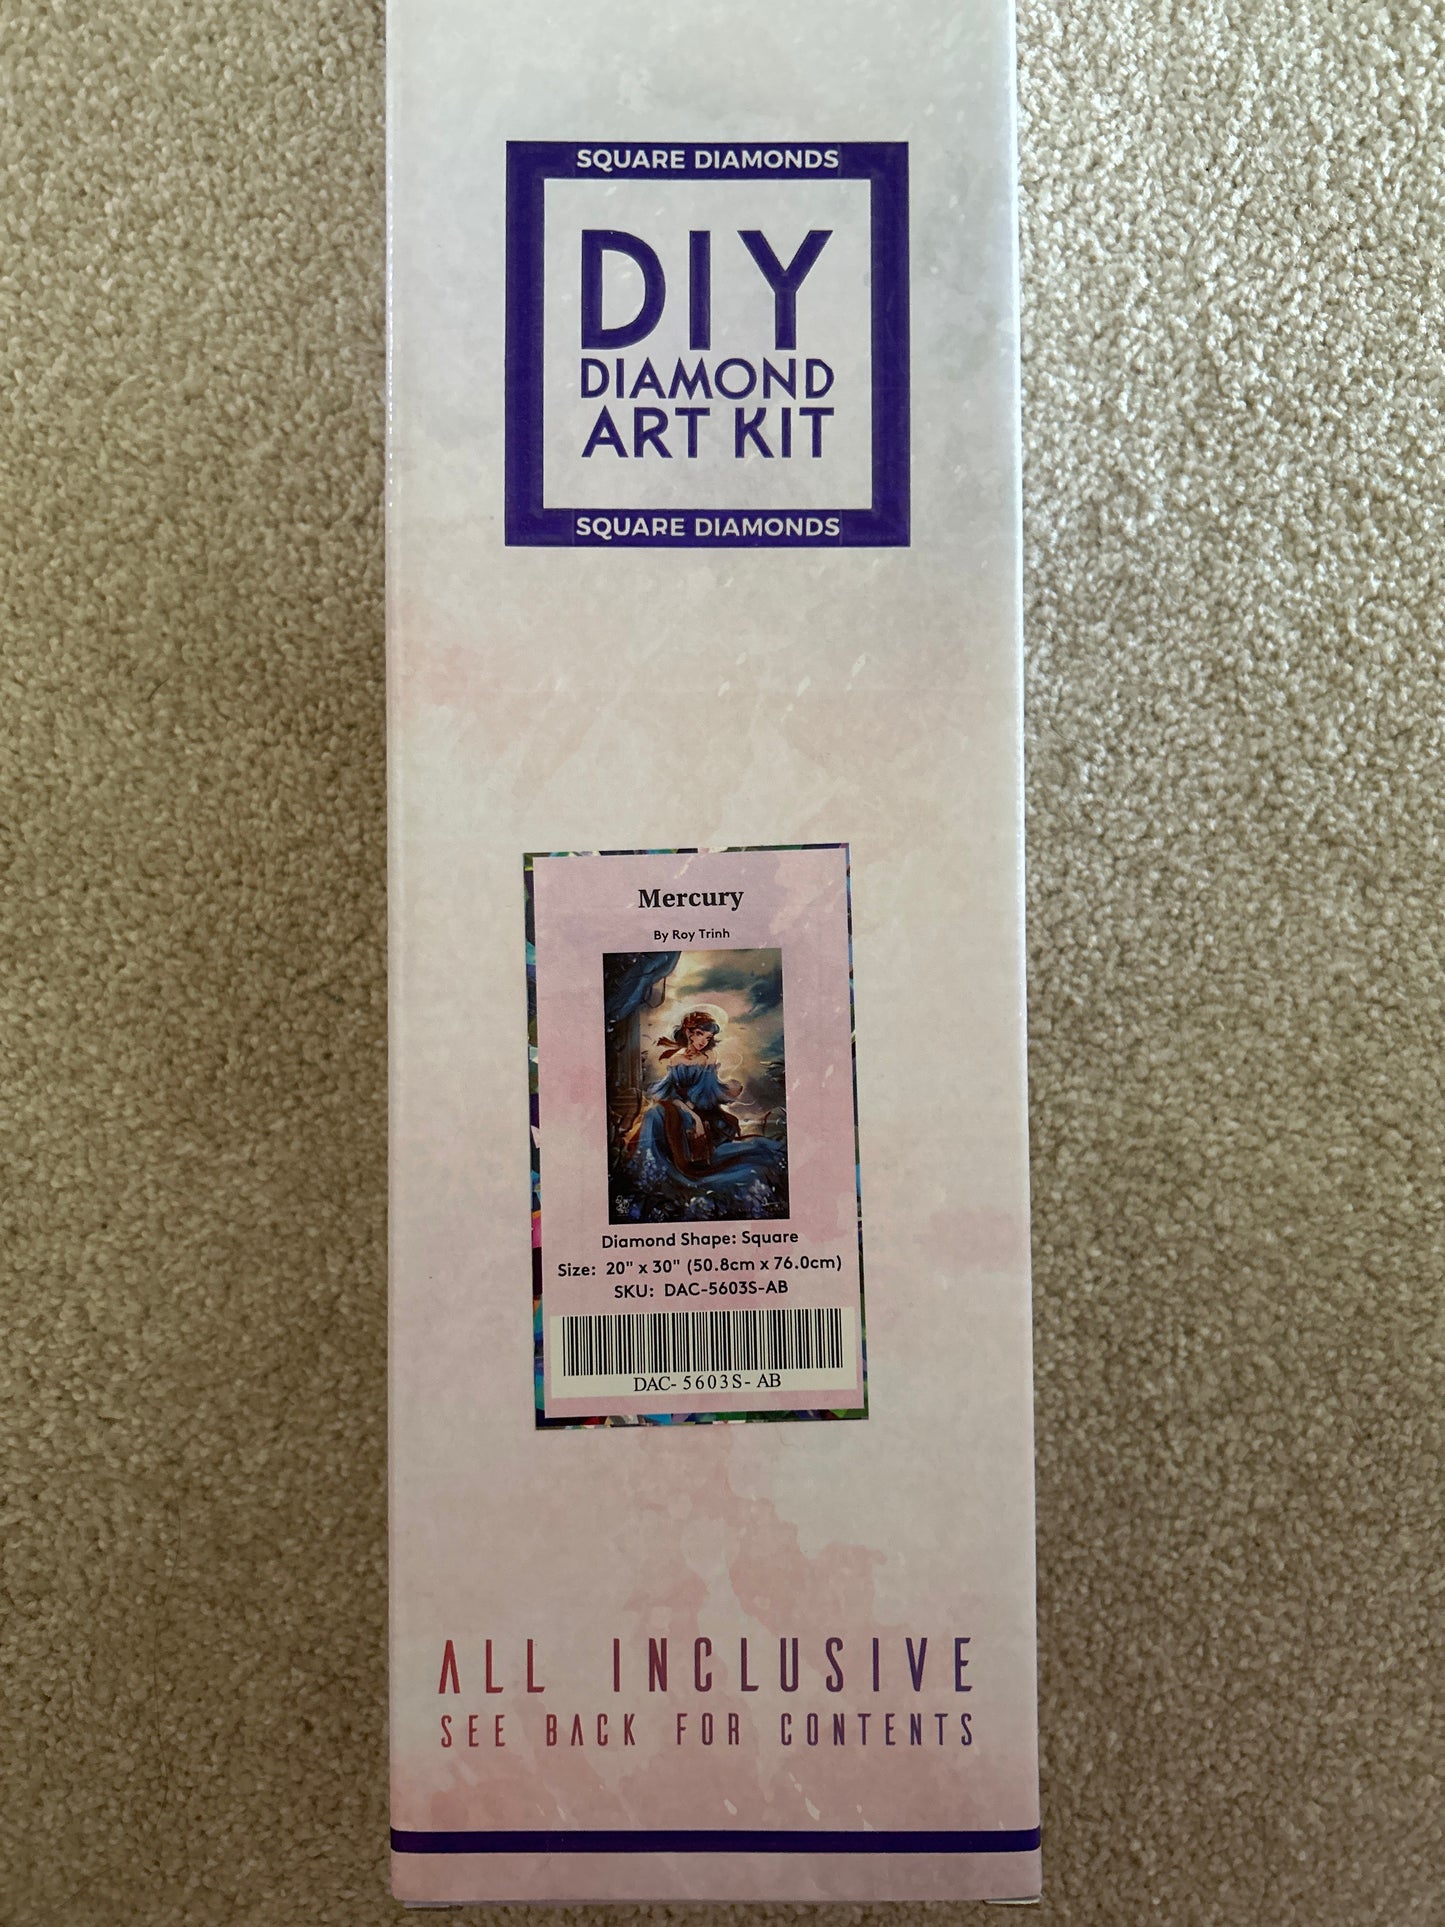 SQUARE DIAMONDS
DIY
DIAMOND
ART KIT
SQUARE DIAMONDS
Mercury
By Roy Trinh
Diamond Shape: Square
Size: 20" x 30" (50.8cm x 76.0cm)
SKU: DAC-5603S-AB
DAC- 5603S- AB
ALL INCLUSIVE
SEE BACK FOR CONTENTS